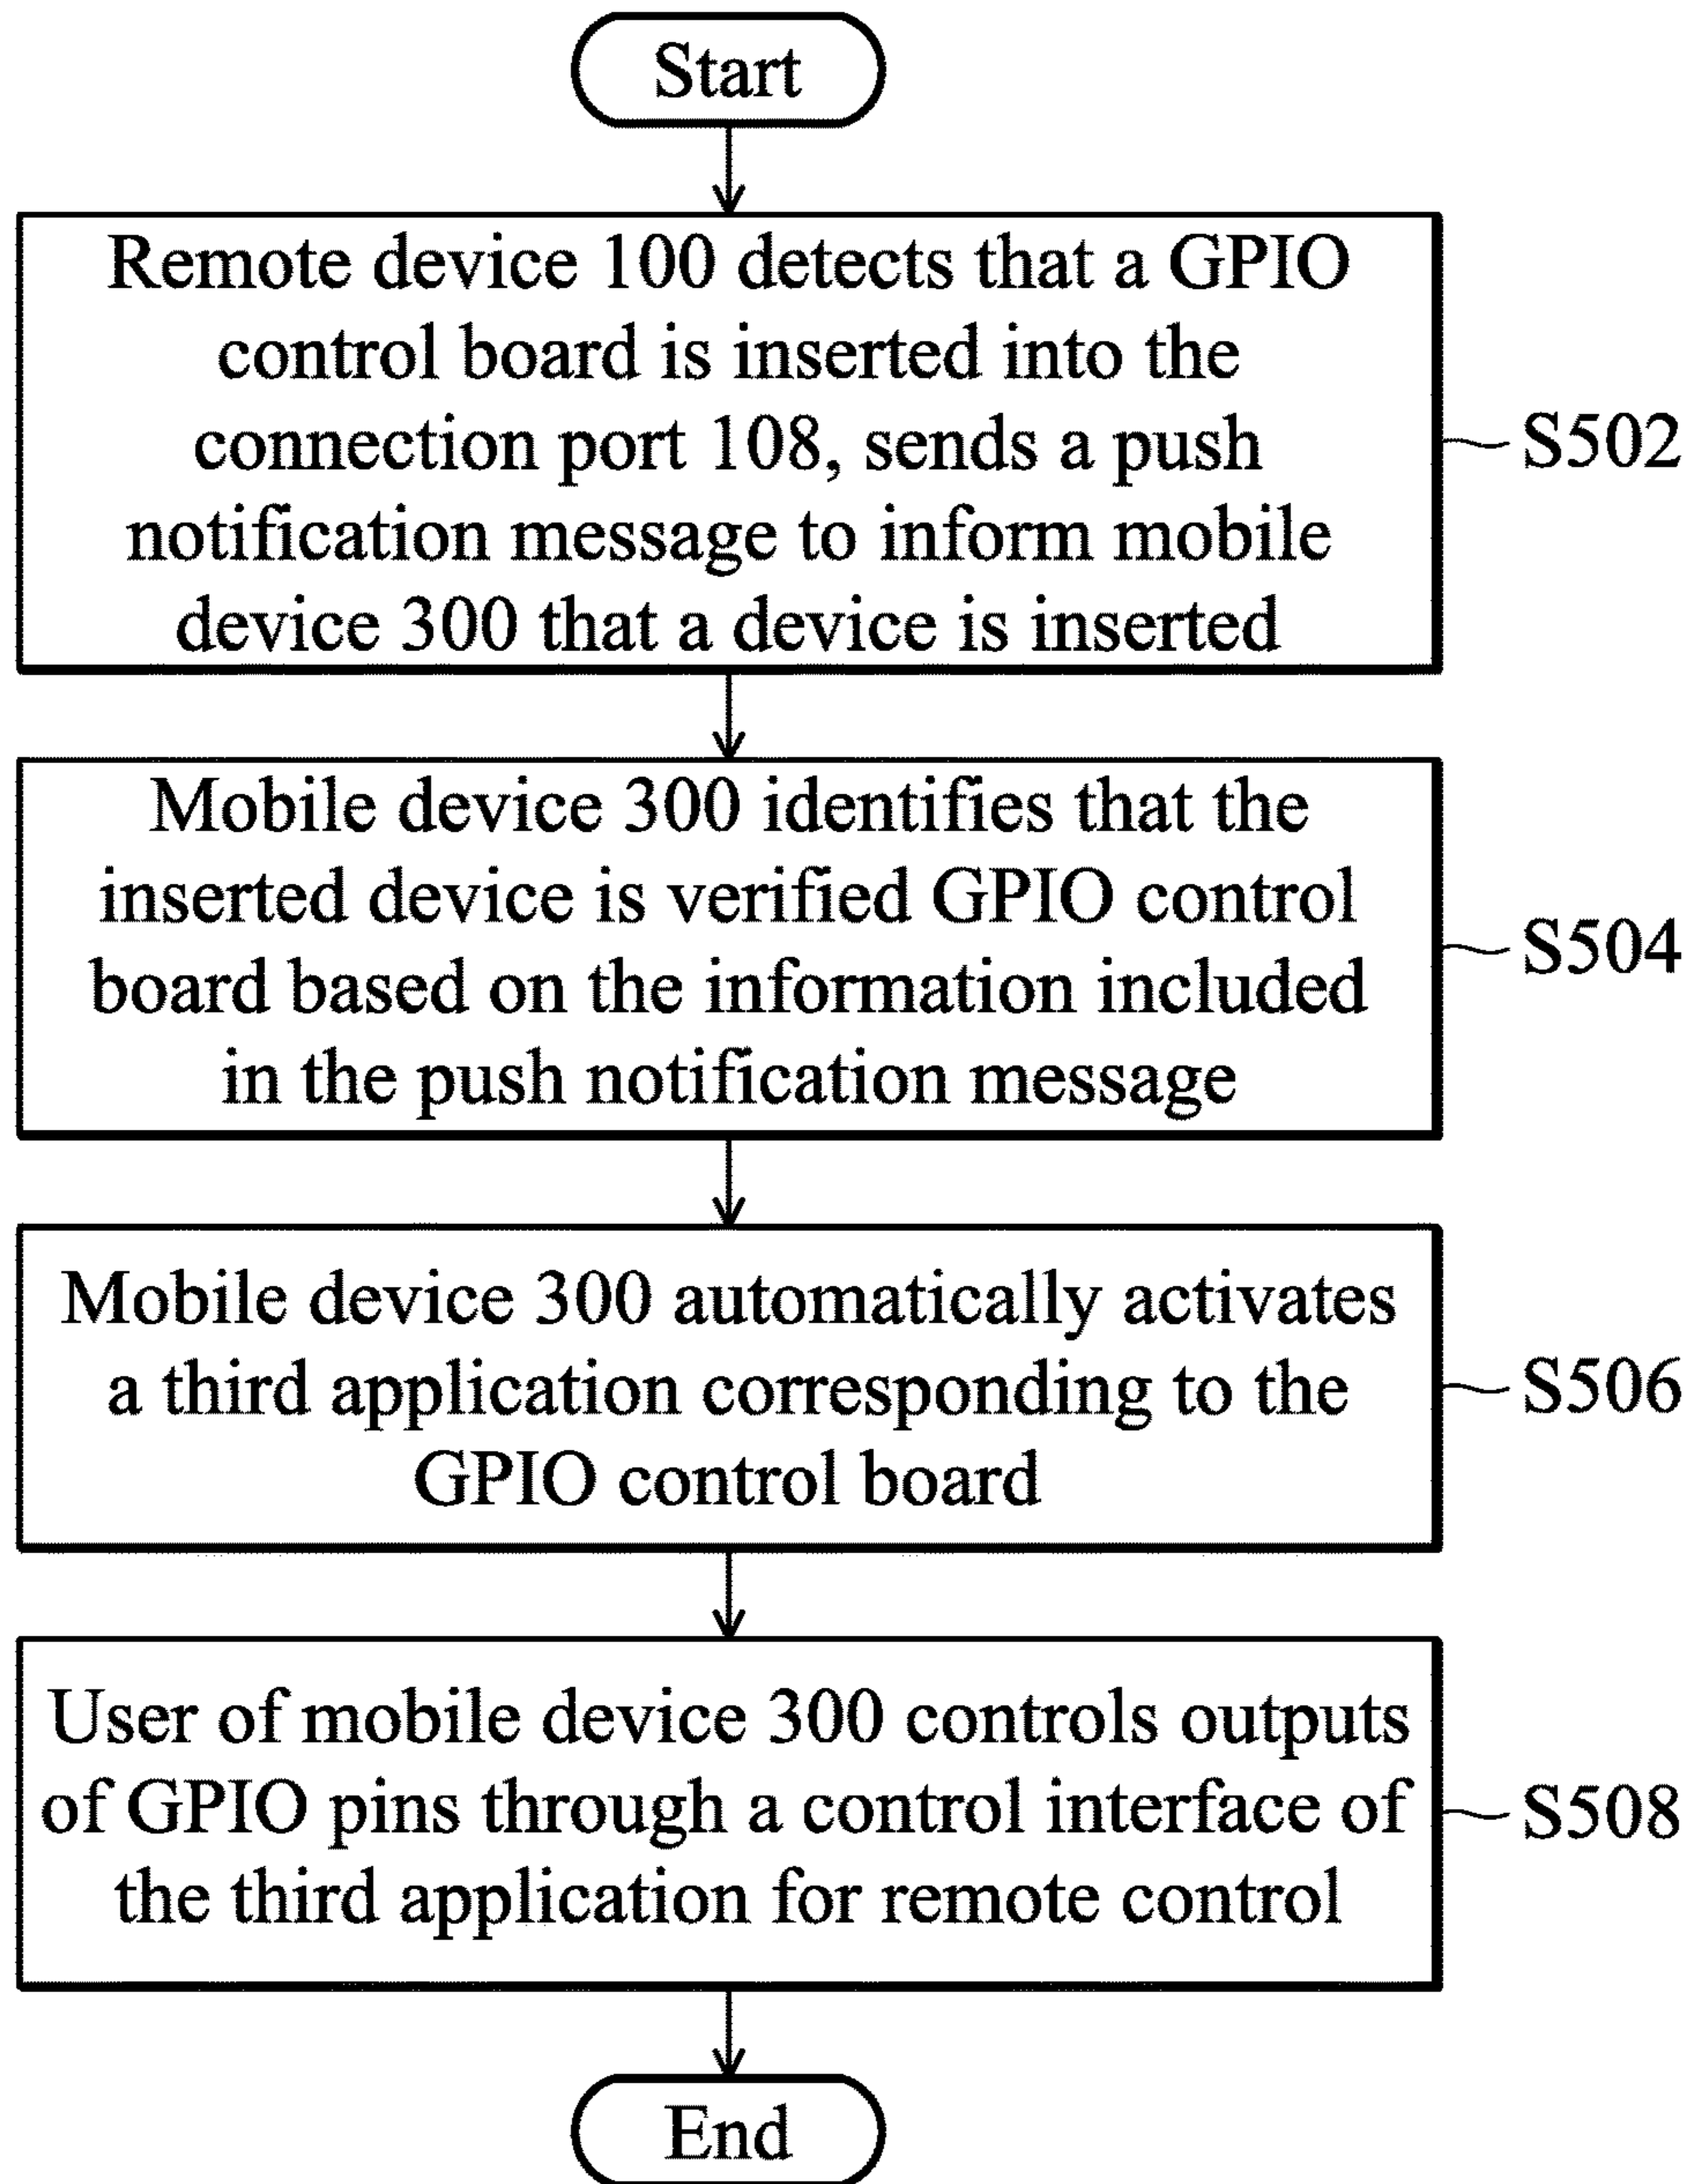 Start
Remote device 100 detects that a GPIO
control board is inserted into the
connection port 108, sends a push
notification message to inform mobile
device 300 that a device is inserted
S502
Mobile device 300 identifies that the
inserted device is verified GPIO control
board based on the information included
in the push notification message
S504
Mobile device 300 automatically activates
a third application corresponding to the
GPIO control board
S506
User of mobile device 300 controls outputs
of GPIO pins through a control interface of
the third application for remote control
S508
End